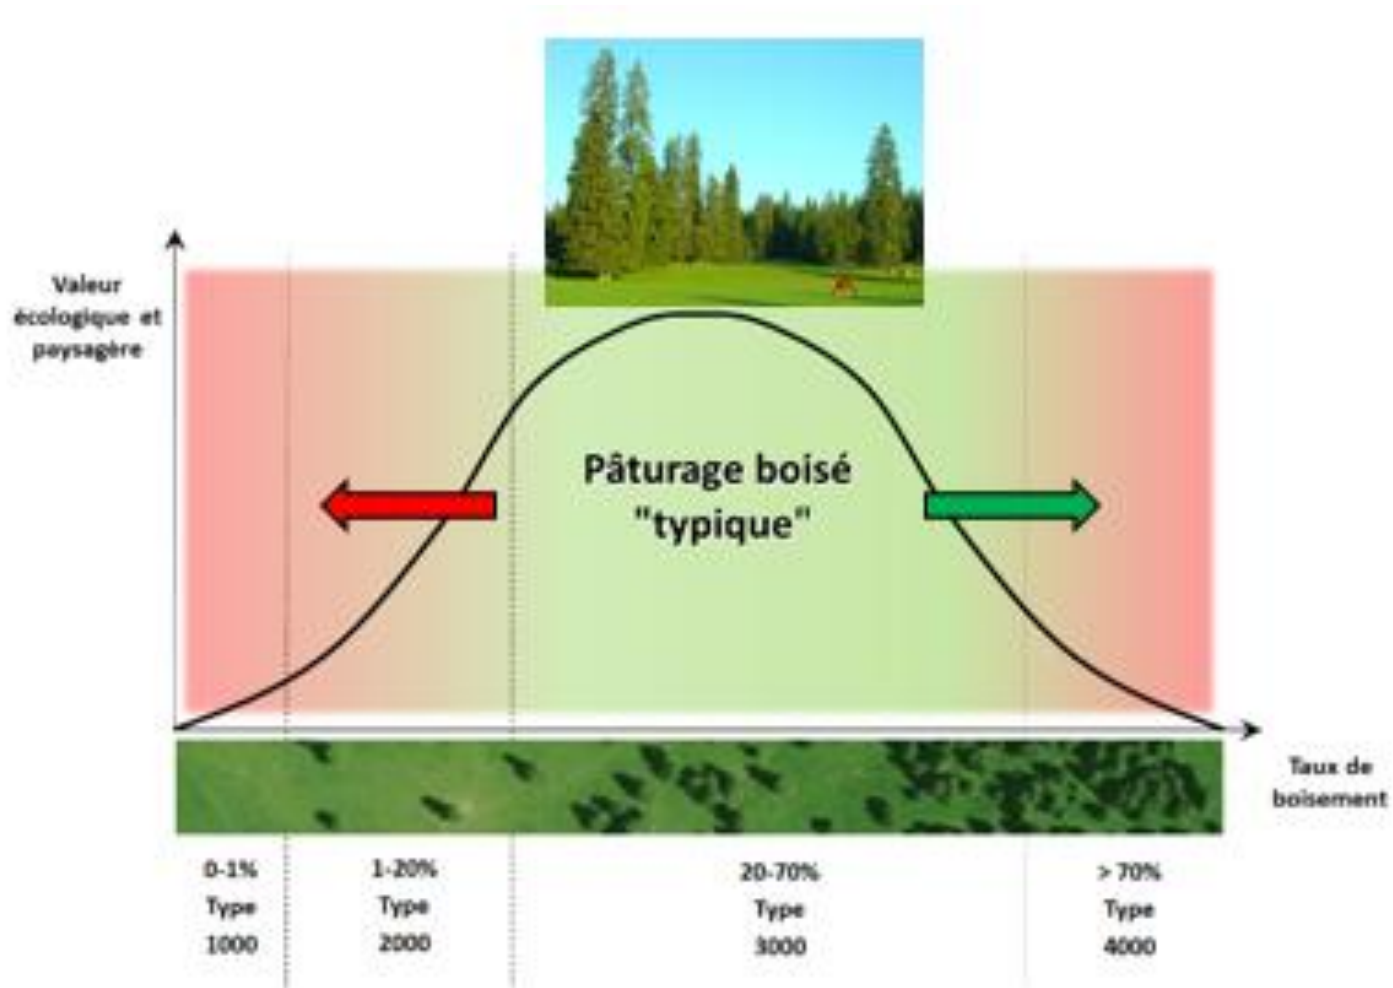 Valeur
écologique et
paysagère
Pâturage boisé
"typique"
Taux de
boisement
0-1%
Type
1000
1-20%
Type
2000
20-70%
Type
3000
> 70%
Type
4000